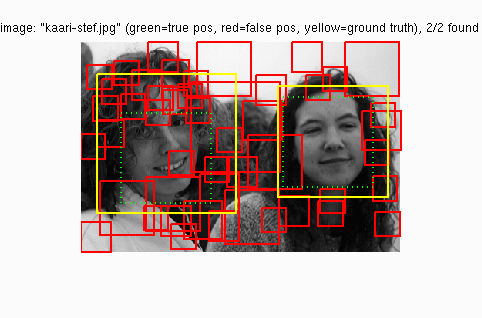 image: "kaari-stef.jpg" (green=true pos, red=false pos, yellow=ground truth), 2/2 found